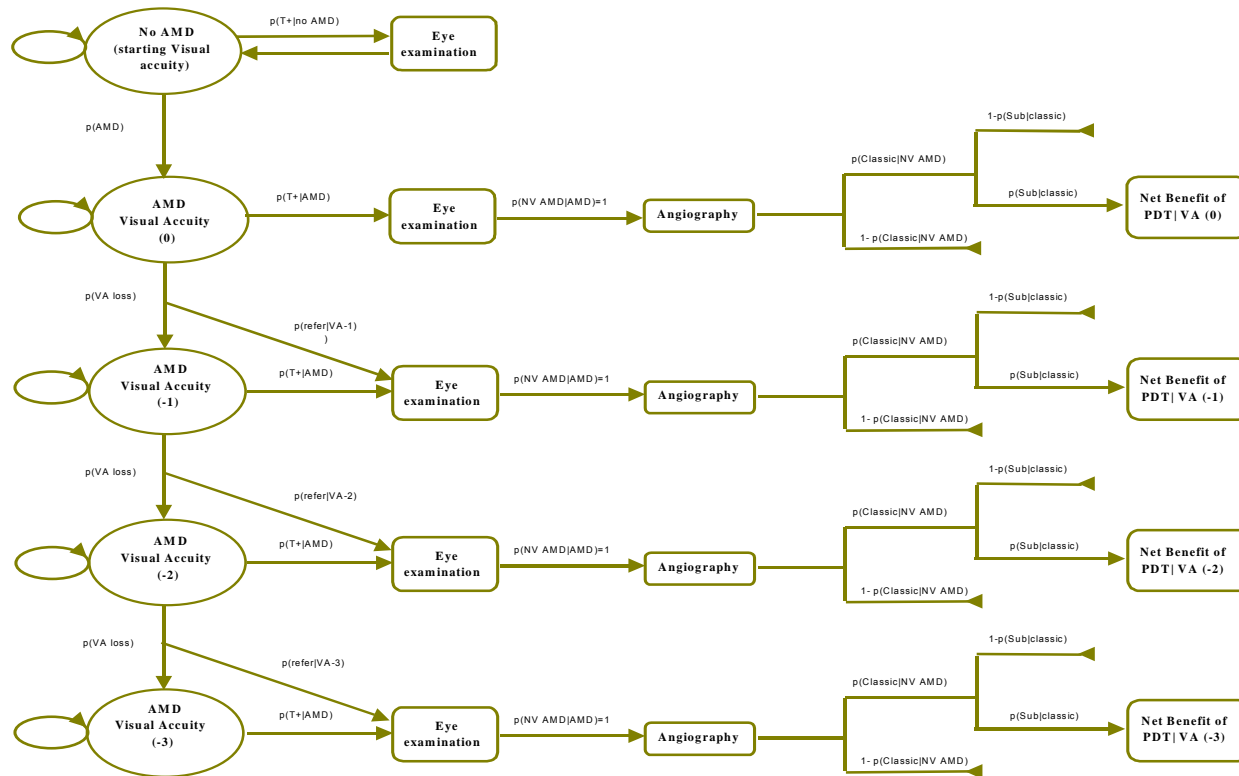 No AMD
(starting Visual
accuity)
p(T+|no AMD)
Eye
examination
p(AMD)
AMD
Visual Accuity
(0)
p(T+|AMD)
Eye
examination
p(NV AMD|AMD)=1
Angiography
p(Classic|NV AMD)
1- p(Classic|NV AMD)
1-p(Sub|classic)
p(Sub|classic)
Net Benefit of
PDT| VA (0)
p(VA loss)
p(refer|VA-1)
)
AMD
Visual Accuity
(-1)
p(T+|AMD)
Eye
examination
p(NV AMD|AMD)=1
Angiography
p(Classic|NV AMD)
1- p(Classic|NV AMD)
1-p(Sub|classic)
p(Sub|classic)
Net Benefit of
PDT| VA (-1)
p(VA loss)
p(refer|VA-2)
AMD
Visual Accuity
(-2)
p(T+|AMD)
Eye
examination
p(NV AMD|AMD)=1
Angiography
p(Classic|NV AMD)
1- p(Classic|NV AMD)
1-p(Sub|classic)
p(Sub|classic)
Net Benefit of
PDT| VA (-2)
p(VA loss)
p(refer|VA-3)
AMD
Visual Accuity
(-3)
p(T+|AMD)
Eye
examination
p(NV AMD|AMD)=1
Angiography
p(Classic|NV AMD)
1- p(Classic|NV AMD)
1-p(Sub|classic)
p(Sub|classic)
Net Benefit of
PDT| VA (-3)